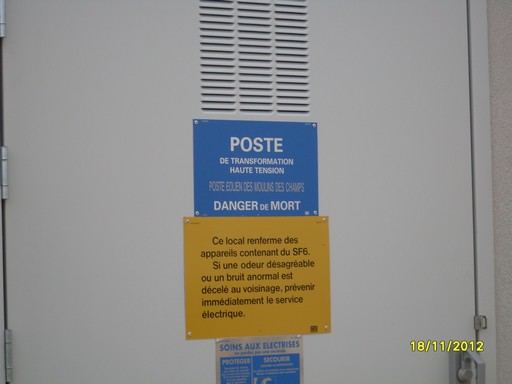 POSTE
DE TRANSFORMATION
HAUTE TENSION
POSTE EOLIEN DES MOULINS DES CHAMPS
DANGER DE MORT
Ce local renferme des
appareils contenant du SF6.
Si une odeur désagréable
ou un bruit anormal est
décelé au voisinage, prévenir
immédiatement le service
électrique.
SOINS AUX ELECTRISES
PROTEGER
SECOURIR
18/11/2012